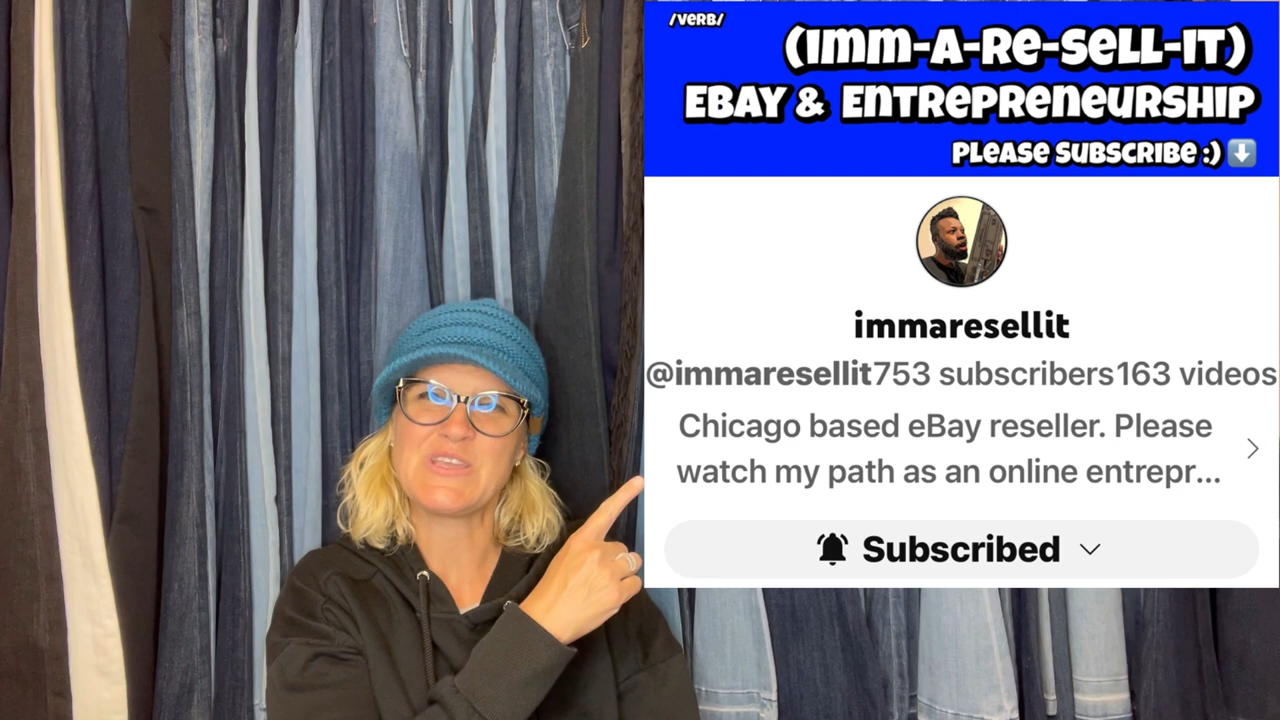 /VERB/
(Imm-A-Re-Sell-IT)
EBAY & ENTREPRENEURSHIP
PLEASE SUBSCRIBE :)
immaresellit
@immaresellit753 subscribers163 videos
Chicago based eBay reseller. Please
watch my path as an online entrepr...
Subscribed